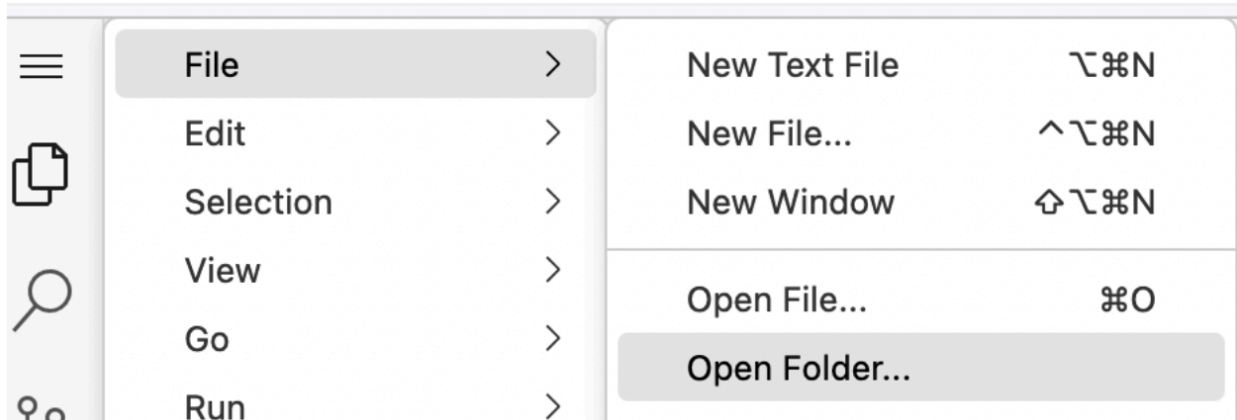 File
Edit
Selection
View
Go
Run
New Text File ⌥⌘N
New File... ^⌥⌘N
New Window ⇧⌥⌘N
Open File... ⌘O
Open Folder...